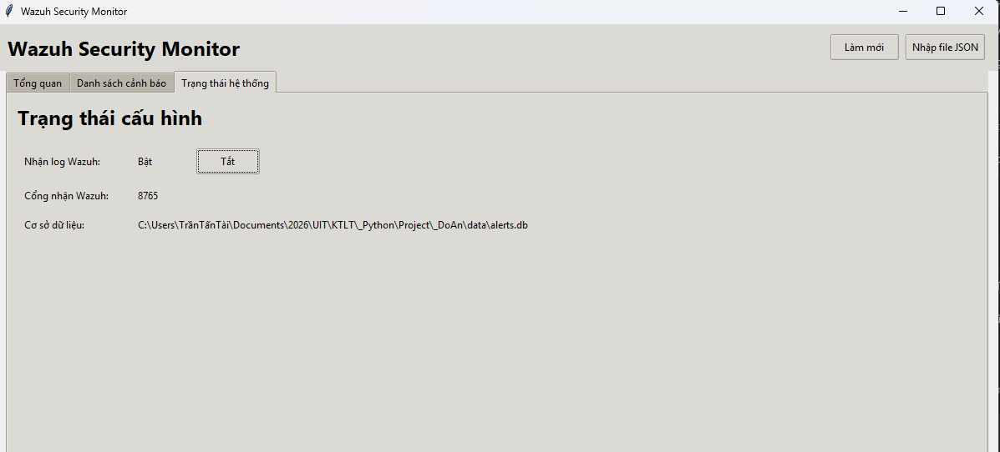 Wazuh Security Monitor
Wazuh Security Monitor
Làm mới
Nhập file JSON
Tổng quan
Danh sách cảnh báo
Trạng thái hệ thống
Trạng thái cấu hình
Nhận log Wazuh: Bật Tắt
Cổng nhận Wazuh: 8765
Cơ sở dữ liệu: C:\Users\TrầnTấnTài\Documents\2026\UIT\KTLT\_Python\Project\_DoAn\data\alerts.db